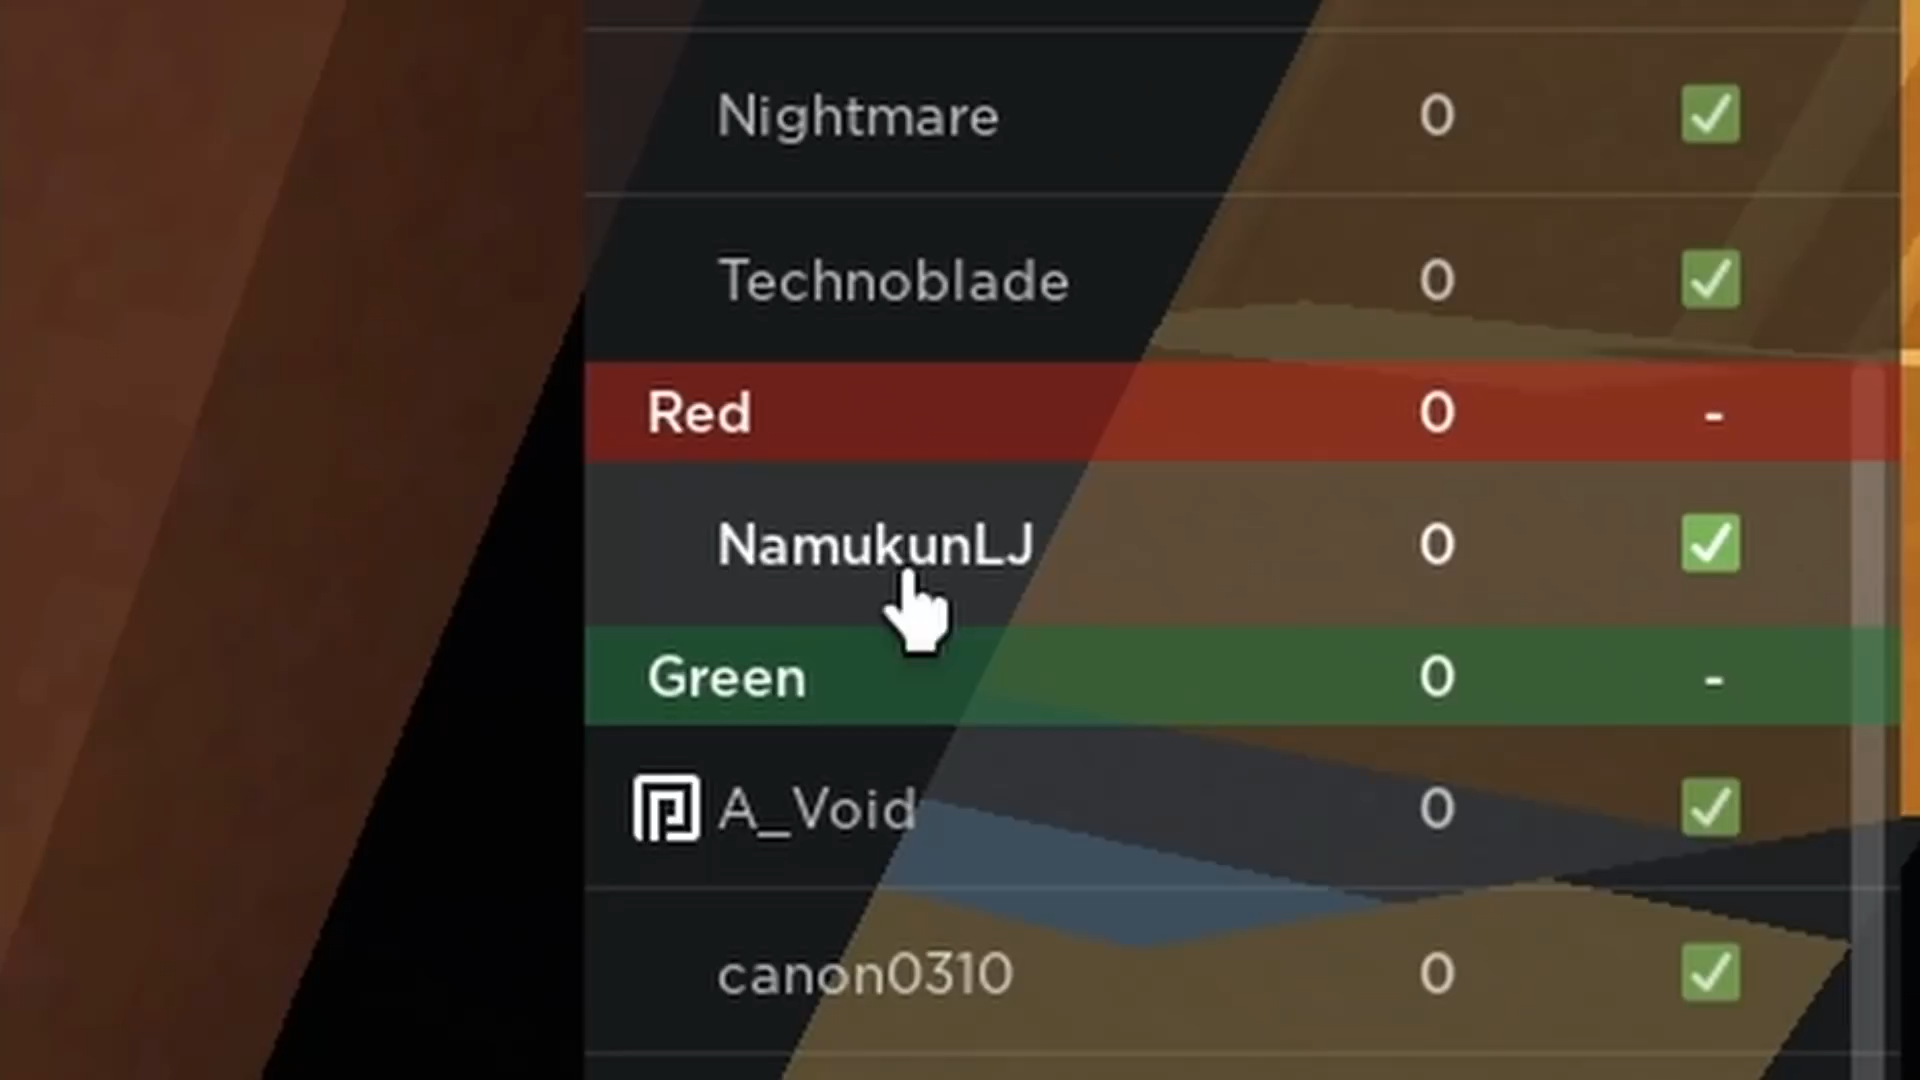 Nightmare 0 ✅
Technoblade 0 ✅
Red 0 -
NamukunLJ 0 ✅
Green 0 -
A_Void 0 ✅
canon0310 0 ✅